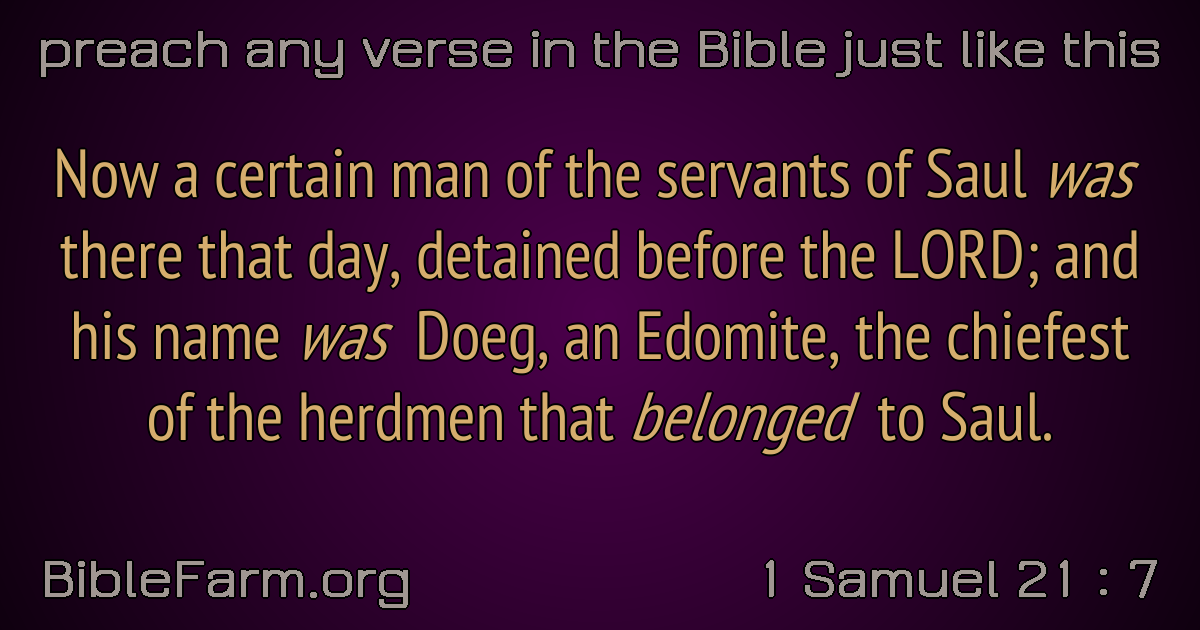 preach any verse in the Bible just like this
Now a certain man of the servants of Saul was
there that day, detained before the LORD; and
his name was Doeg, an Edomite, the chiefest
of the herdmen that belonged to Saul.
BibleFarm.org
1 Samuel 21 : 7